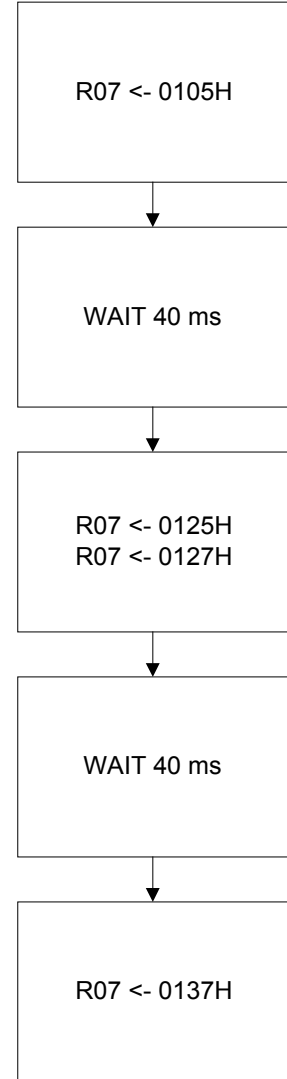 R07 <- 0105H
WAIT 40 ms
R07 <- 0125H
R07 <- 0127H
WAIT 40 ms
R07 <- 0137H